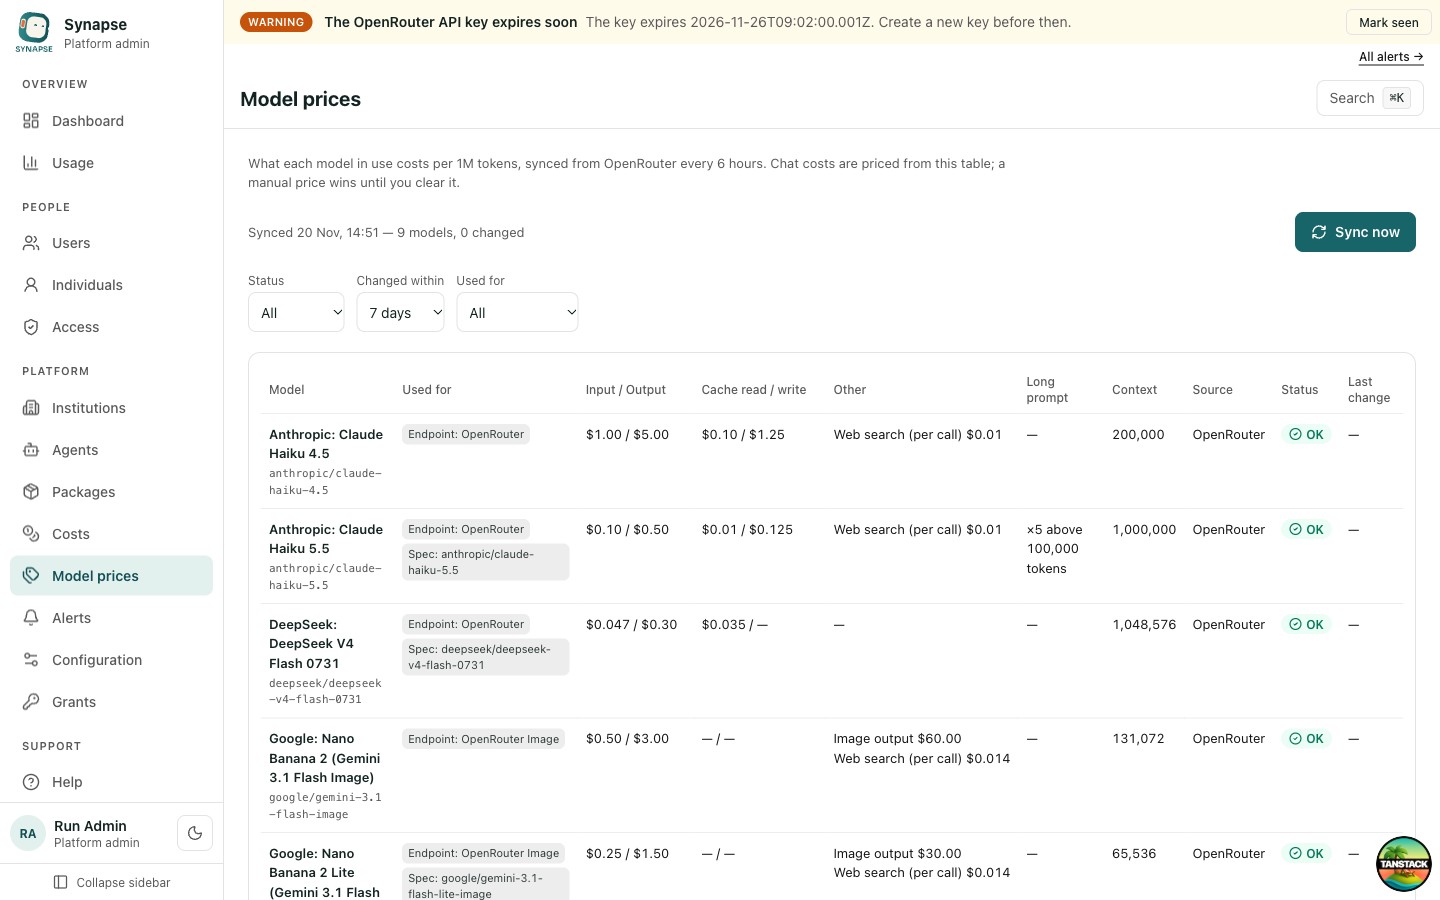 SYNAPSE
Synapse
Platform admin
OVERVIEW
Dashboard
Usage
PEOPLE
Users
Individuals
Access
PLATFORM
Institutions
Agents
Packages
Costs
Model prices
Alerts
Configuration
Grants
SUPPORT
Help
RA
Run Admin
Platform admin
Collapse sidebar
WARNING The OpenRouter API key expires soon The key expires 2026-11-26T09:02:00.001Z. Create a new key before then. Mark seen
All alerts →
Model prices
Search ⌘K
What each model in use costs per 1M tokens, synced from OpenRouter every 6 hours. Chat costs are priced from this table; a
manual price wins until you clear it.
Synced 20 Nov, 14:51 — 9 models, 0 changed
Sync now
Status Changed within Used for
All 7 days All
Model Used for Input / Output Cache read / write Other Long prompt Context Source Status Last change
Anthropic: Claude
Haiku 4.5
anthropic/claude-
haiku-4.5
Endpoint: OpenRouter
$1.00 / $5.00
$0.10 / $1.25
Web search (per call) $0.01
—
200,000
OpenRouter
OK
—
Anthropic: Claude
Haiku 5.5
anthropic/claude-
haiku-5.5
Endpoint: OpenRouter
Spec: anthropic/claude-
haiku-5.5
$0.10 / $0.50
$0.01 / $0.125
Web search (per call) $0.01
×5 above
100,000
tokens
1,000,000
OpenRouter
OK
—
DeepSeek:
DeepSeek V4
Flash 0731
deepseek/deepseek
-v4-flash-0731
Endpoint: OpenRouter
Spec: deepseek/deepseek-
v4-flash-0731
$0.047 / $0.30
$0.035 / —
—
—
1,048,576
OpenRouter
OK
—
Google: Nano
Banana 2 (Gemini
3.1 Flash Image)
google/gemini-3.1
-flash-image
Endpoint: OpenRouter Image
$0.50 / $3.00
— / —
Image output $60.00
Web search (per call) $0.014
—
131,072
OpenRouter
OK
—
Google: Nano
Banana 2 Lite
(Gemini 3.1 Flash
Endpoint: OpenRouter Image
Spec: google/gemini-3.1-
flash-lite-image
$0.25 / $1.50
— / —
Image output $30.00
Web search (per call) $0.014
—
65,536
OpenRouter
OK
—
TANSTACK